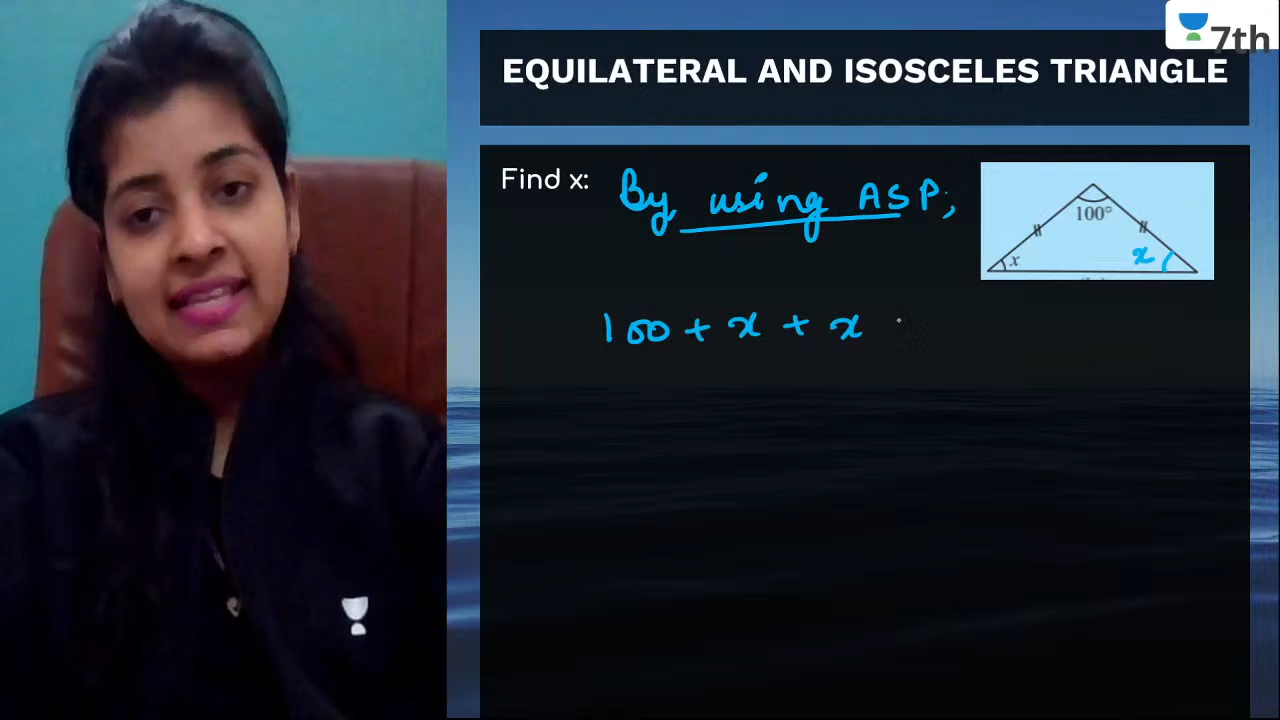 7th
EQUILATERAL AND ISOSCELES TRIANGLE
Find x: By using ASP;
100°
x x
100 + x + x